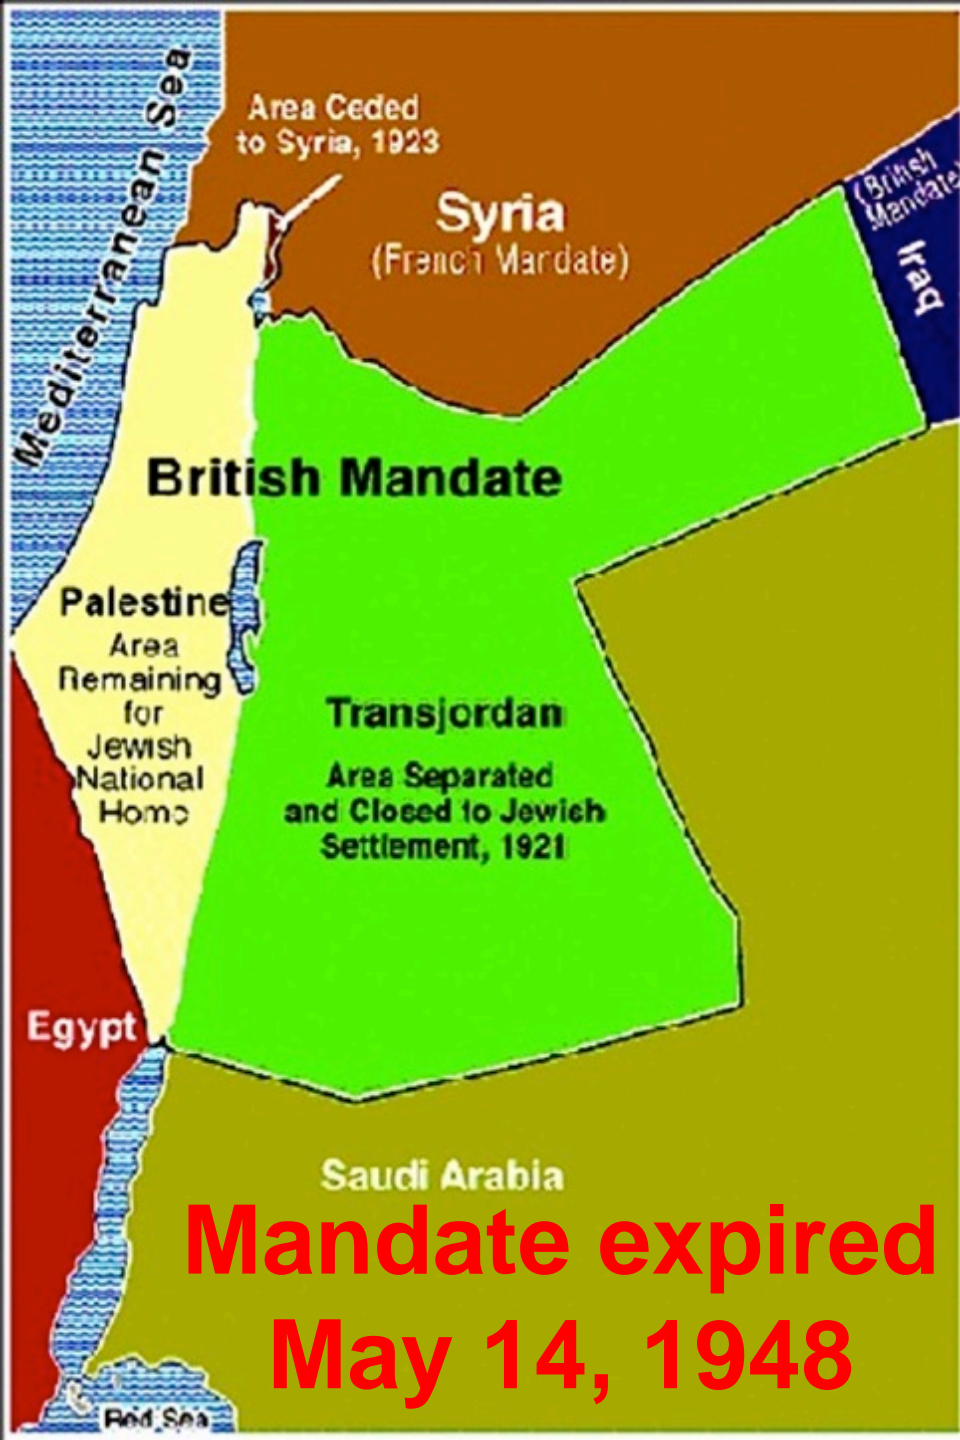 Mediterranean Sea
Area Ceded
to Syria, 1923
Syria
(French Mandate)
(British
Mandate)
Iraq
British Mandate
Palestine
Area
Remaining
for
Jewish
National
Home
Transjordan
Area Separated
and Closed to Jewish
Settlement, 1921
Egypt
Saudi Arabia
Mandate expired
May 14, 1948
Red Sea